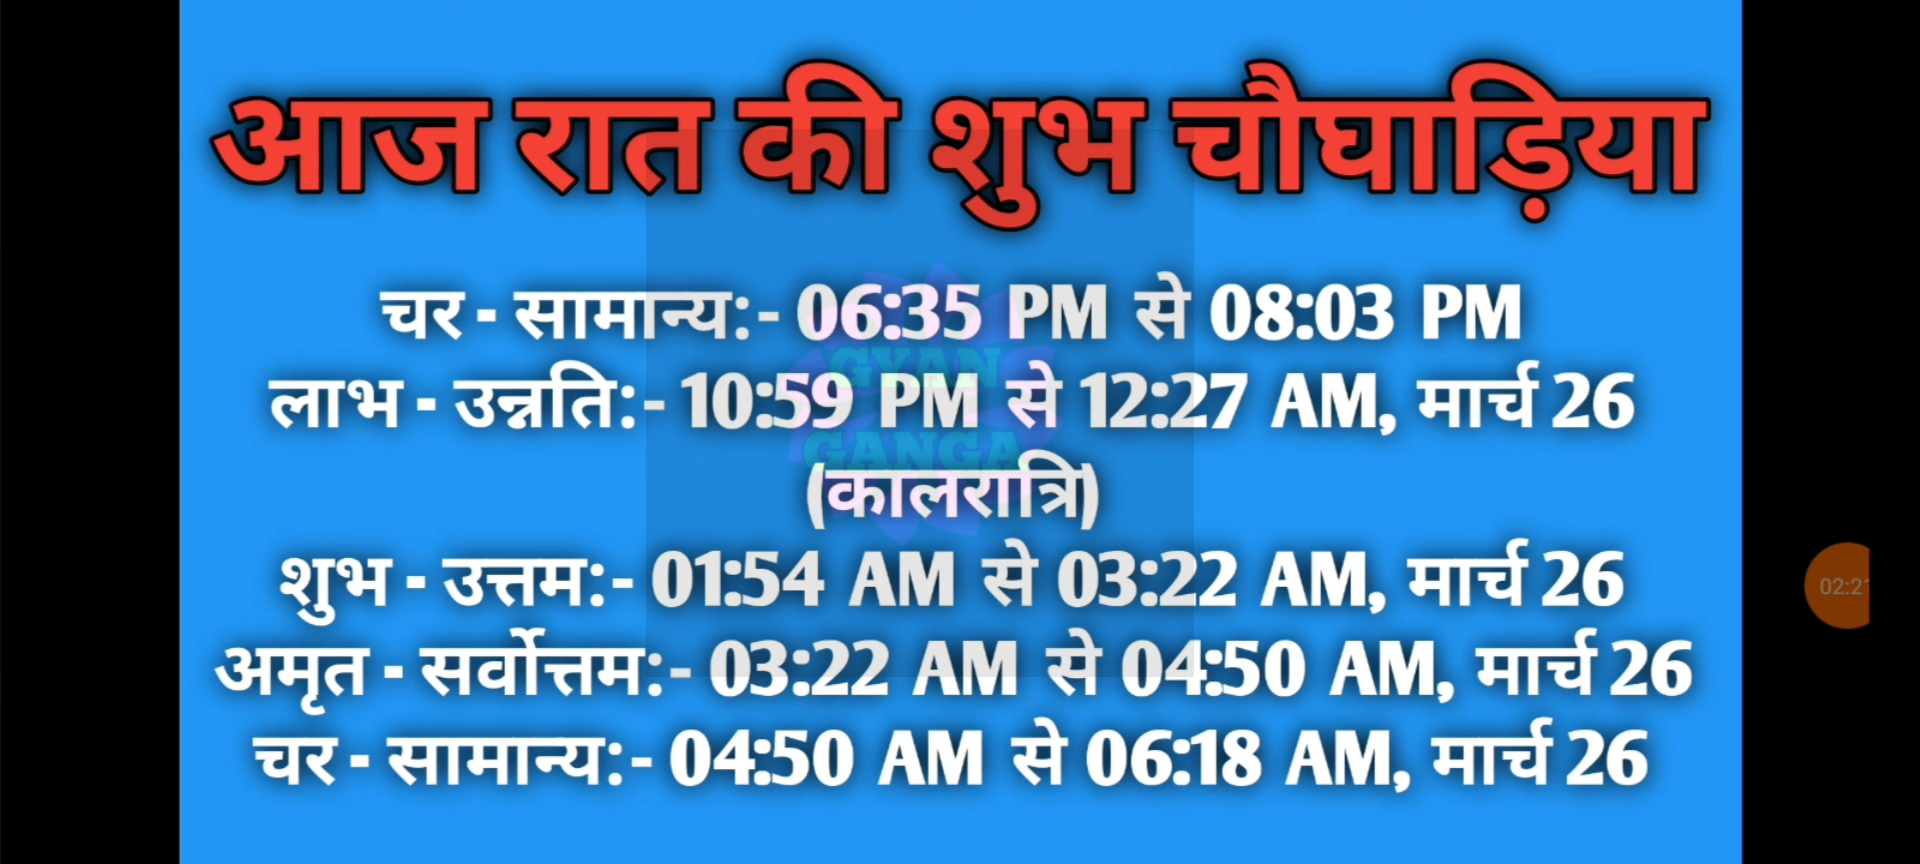 आज रात की शुभ चौघाड़िया
चर - सामान्य:- 06:35 PM से 08:03 PM
लाभ - उन्नति:- 10:59 PM से 12:27 AM, मार्च 26
(कालरात्रि)
शुभ - उत्तम:- 01:54 AM से 03:22 AM, मार्च 26
अमृत - सर्वोत्तम:- 03:22 AM से 04:50 AM, मार्च 26
चर - सामान्य:- 04:50 AM से 06:18 AM, मार्च 26
GYAN
GANGA